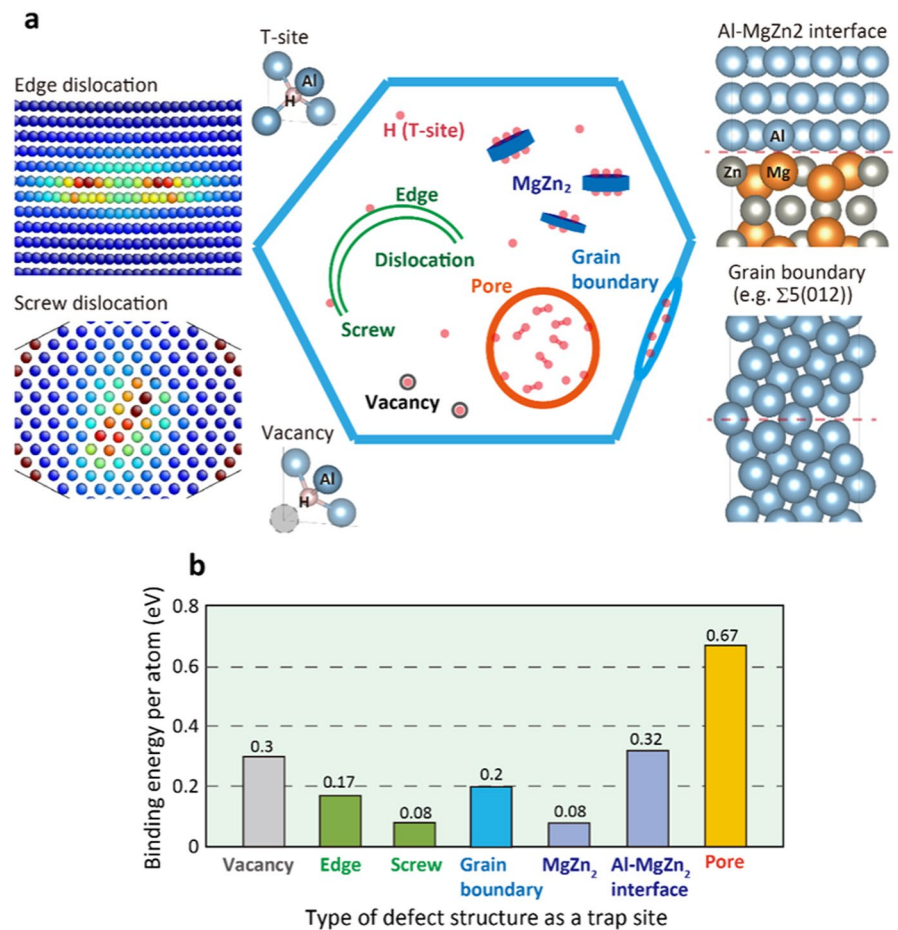 a
T-site
Al
H
Edge dislocation
Screw dislocation
Vacancy
Al
H
H (T-site)
MgZn2
Edge
Dislocation
Screw
Grain
boundary
Pore
Vacancy
Al-MgZn2 interface
Al
Zn
Mg
Grain boundary
(e.g. Σ5(012))
b
Binding energy per atom (eV)
0.8
0.6
0.4
0.2
0
0.3
0.17
0.08
0.2
0.08
0.32
0.67
Vacancy
Edge
Screw
Grain
boundary
MgZn2
Al-MgZn2
interface
Pore
Type of defect structure as a trap site